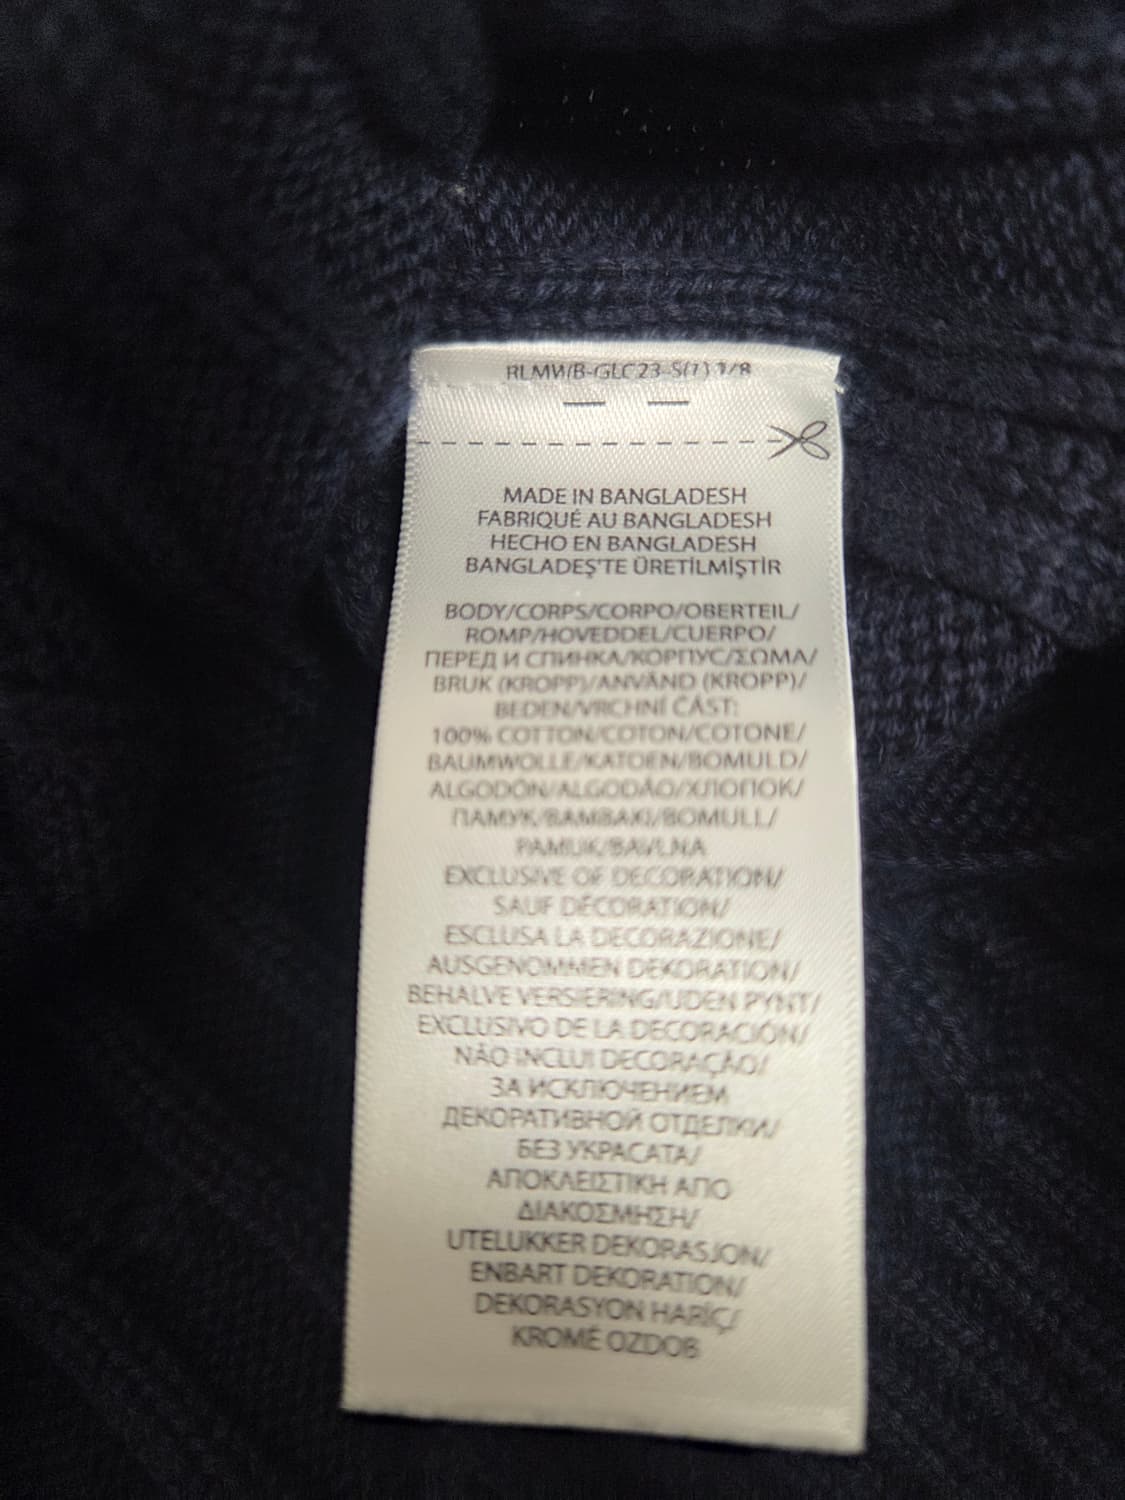 RLMW/B-GLC23-S(1) 1/8
MADE IN BANGLADESH
FABRIQUÉ AU BANGLADESH
HECHO EN BANGLADESH
BANGLADEŞ'TE ÜRETİLMİŞTİR
BODY/CORPS/CORPO/OBERTEIL/
ROMP/HOVEDDEL/CUERPO/
ПЕРЕД И СПИНКА/КОРПУС/ΣΩΜΑ/
BRUK (KROPP)/ANVÄND (KROPP)/
BEDEN/VRCHNÍ ČÁST:
100% COTTON/COTON/COTONE/
BAUMWOLLE/KATOEN/BOMULD/
ALGODÓN/ALGODÃO/ХЛОПОК/
ПАМУК/ΒΑΜΒΑΚΙ/BOMULL/
PAMUK/BAVLNA
EXCLUSIVE OF DECORATION/
SAUF DÉCORATION/
ESCLUSA LA DECORAZIONE/
AUSGENOMMEN DEKORATION/
BEHALVE VERSIERING/UDEN PYNT/
EXCLUSIVO DE LA DECORACIÓN/
NÃO INCLUI DECORAÇÃO/
ЗА ИСКЛЮЧЕНИЕМ
ДЕКОРАТИВНОЙ ОТДЕЛКИ/
БЕЗ УКРАСАТА/
ΑΠΟΚΛΕΙΣΤΙΚΗ ΑΠΟ
ΔΙΑΚΟΣΜΗΣΗ/
UTELUKKER DEKORASJON/
ENBART DEKORATION/
DEKORASYON HARİÇ/
KROMĚ OZDOB